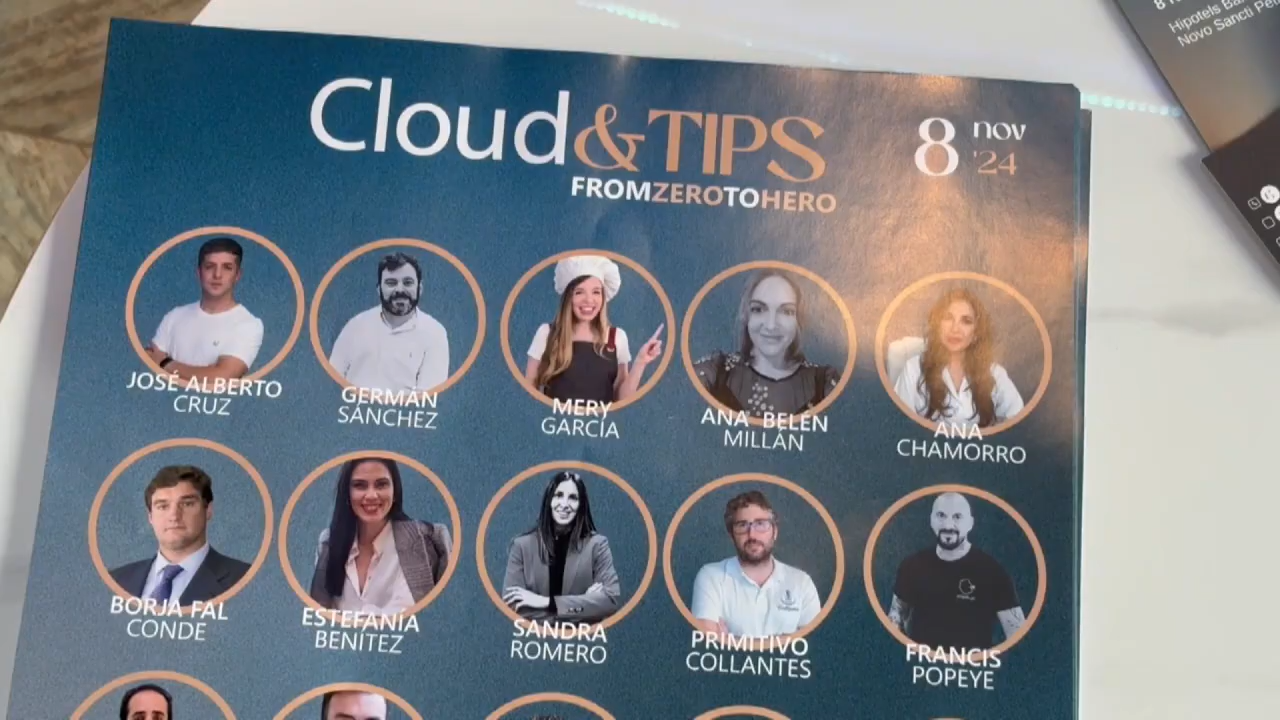 Cloud&TIPS
FROMZEROTOHERO
8 nov
'24
JOSÉ ALBERTO
CRUZ
GERMÁN
SÁNCHEZ
MERY
GARCÍA
ANA BELÉN
MILLÁN
ANA
CHAMORRO
BORJA FAL
CONDE
ESTEFANÍA
BENÍTEZ
SANDRA
ROMERO
PRIMITIVO
COLLANTES
FRANCIS
POPEYE
Hipotels
Novo Sancti